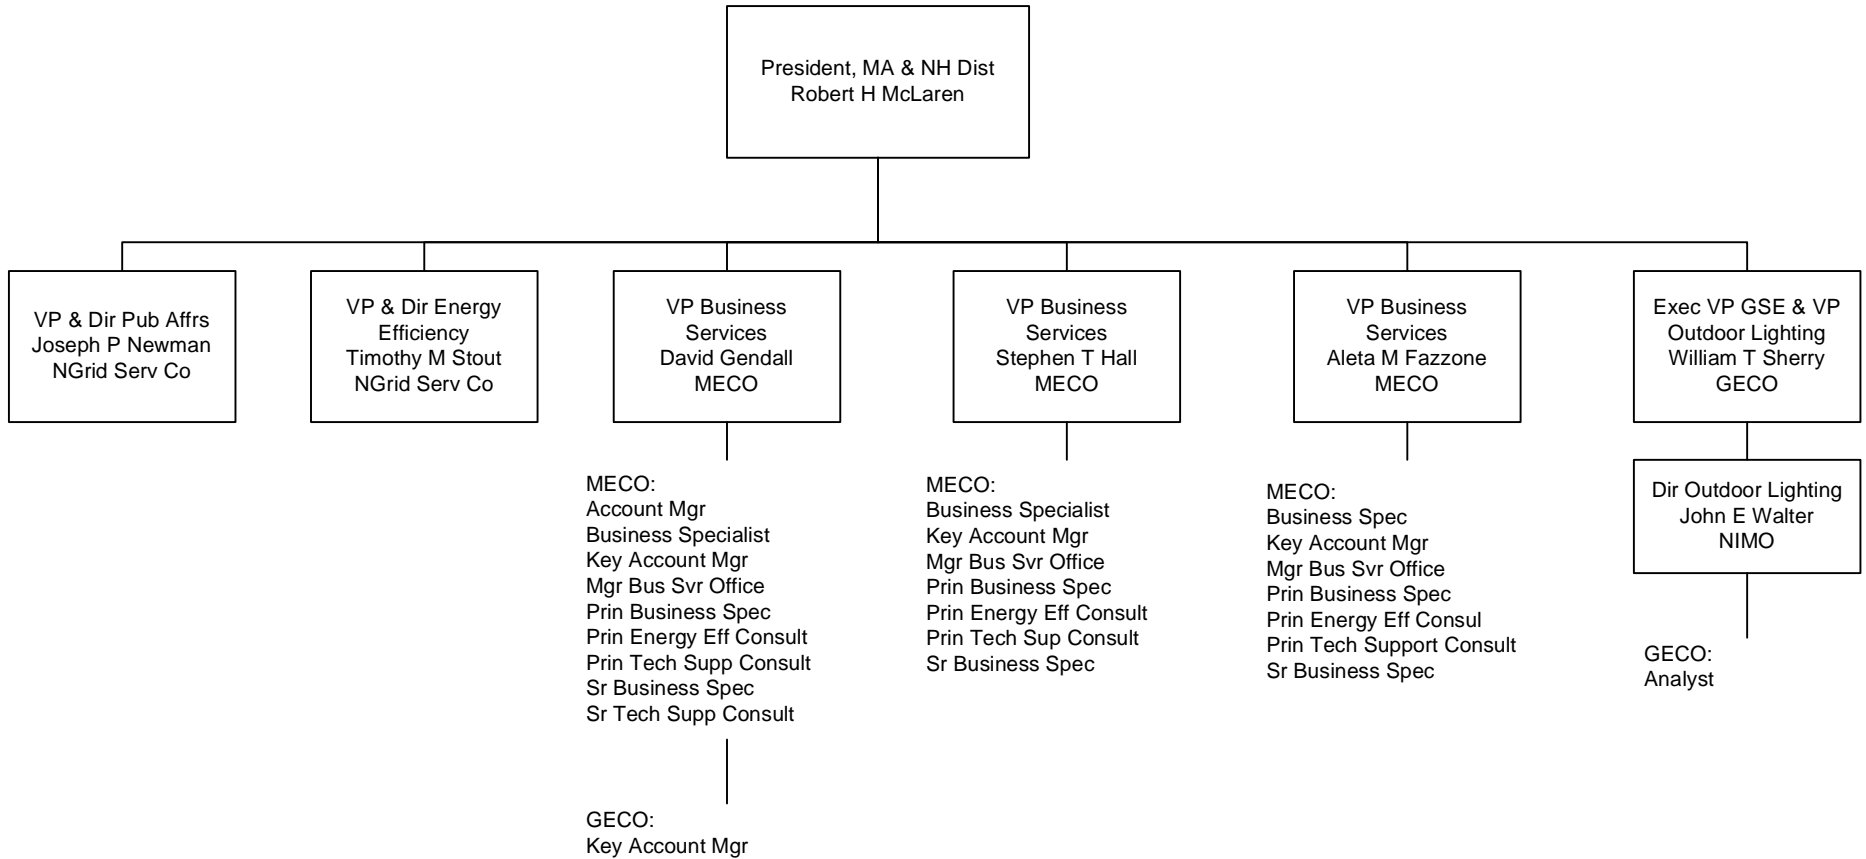 President, MA & NH Dist
Robert H McLaren
VP & Dir Pub Affrs
Joseph P Newman
NGrid Serv Co
VP & Dir Energy
Efficiency
Timothy M Stout
NGrid Serv Co
VP Business
Services
David Gendall
MECO
VP Business
Services
Stephen T Hall
MECO
VP Business
Services
Aleta M Fazzone
MECO
Exec VP GSE & VP
Outdoor Lighting
William T Sherry
GECO
MECO:
Account Mgr
Business Specialist
Key Account Mgr
Mgr Bus Svr Office
Prin Business Spec
Prin Energy Eff Consult
Prin Tech Supp Consult
Sr Business Spec
Sr Tech Supp Consult
GECO:
Key Account Mgr
MECO:
Business Specialist
Key Account Mgr
Mgr Bus Svr Office
Prin Business Spec
Prin Energy Eff Consult
Prin Tech Sup Consult
Sr Business Spec
MECO:
Business Spec
Key Account Mgr
Mgr Bus Svr Office
Prin Business Spec
Prin Energy Eff Consul
Prin Tech Support Consult
Sr Business Spec
Dir Outdoor Lighting
John E Walter
NIMO
GECO:
Analyst